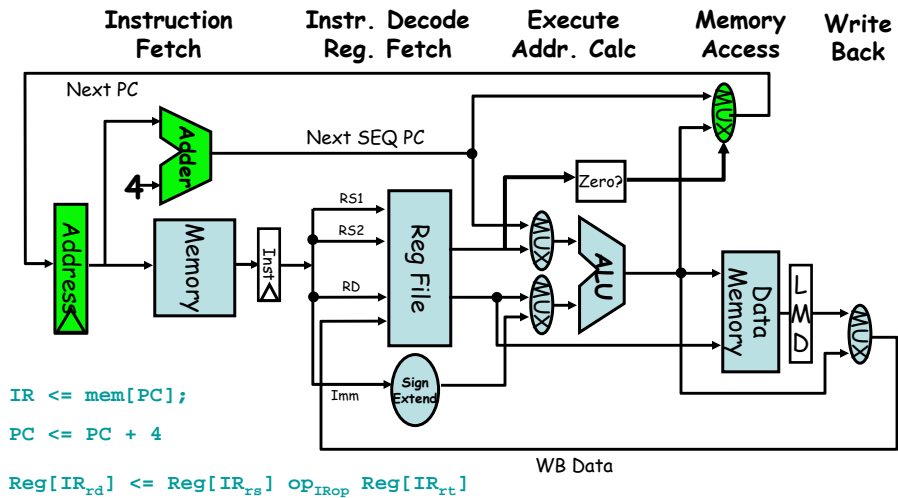 Instruction
Fetch
Instr. Decode
Reg. Fetch
Execute
Addr. Calc
Memory
Access
Write
Back
Next PC
MUX
Adder
Next SEQ PC
4
Zero?
RS1
RS2
RD
Imm
Address
Memory
Inst
Reg File
MUX
MUX
ALU
Data
Memory
LMD
MUX
Sign
Extend
WB Data
IR <= mem[PC];
PC <= PC + 4
Reg[IRrd] <= Reg[IRrs] opIRop Reg[IRrt]